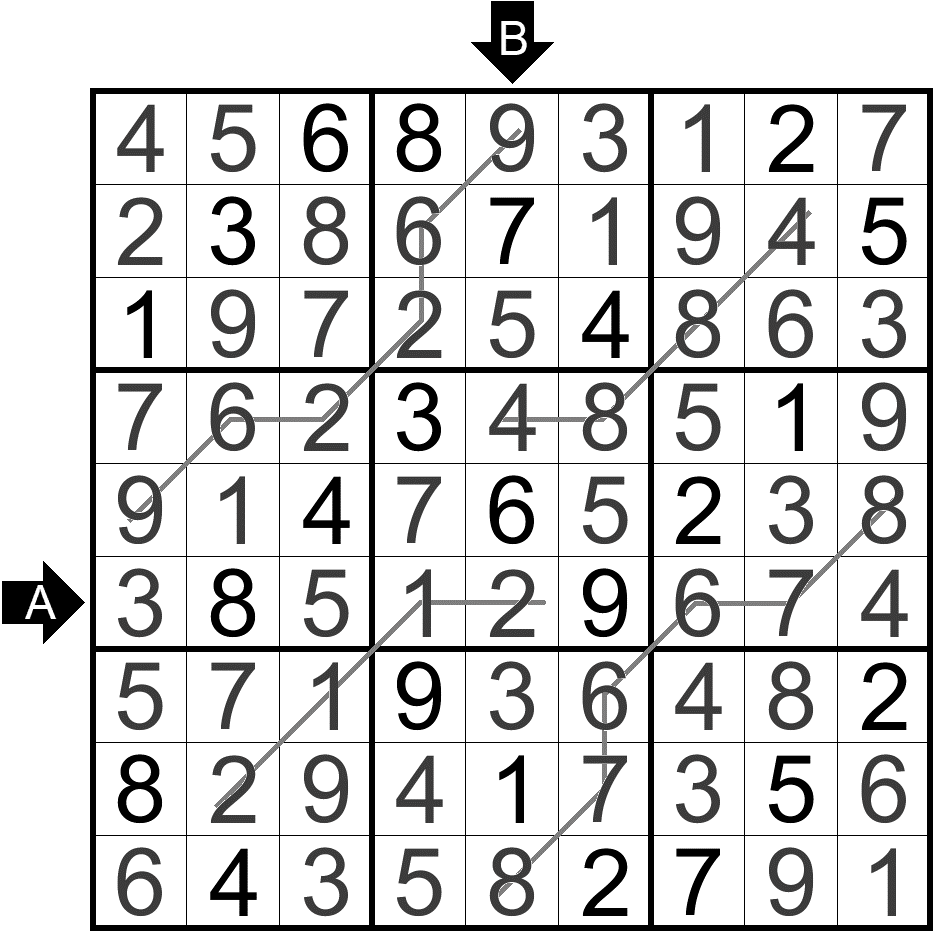 B
4 5 6 8 9 3 1 2 7
2 3 8 6 7 1 9 4 5
1 9 7 2 5 4 8 6 3
7 6 2 3 4 8 5 1 9
9 1 4 7 6 5 2 3 8
A 3 8 5 1 2 9 6 7 4
5 7 1 9 3 6 4 8 2
8 2 9 4 1 7 3 5 6
6 4 3 5 8 2 7 9 1